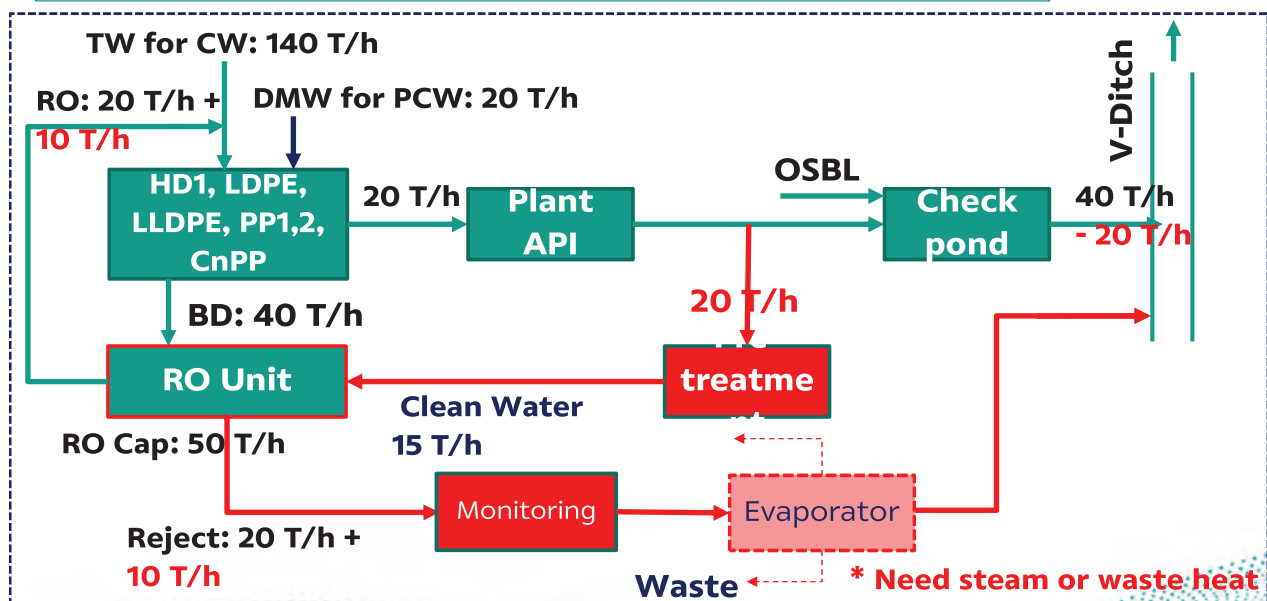 TW for CW: 140 T/h
RO: 20 T/h +
10 T/h
DMW for PCW: 20 T/h
HD1, LDPE,
LLDPE, PP1,2,
CnPP
20 T/h
Plant
API
OSBL
Check
pond
40 T/h
- 20 T/h
V-Ditch
BD: 40 T/h
20 T/h
RO Unit
treatme
Clean Water
15 T/h
RO Cap: 50 T/h
Monitoring
Evaporator
Reject: 20 T/h +
10 T/h
Waste
* Need steam or waste heat